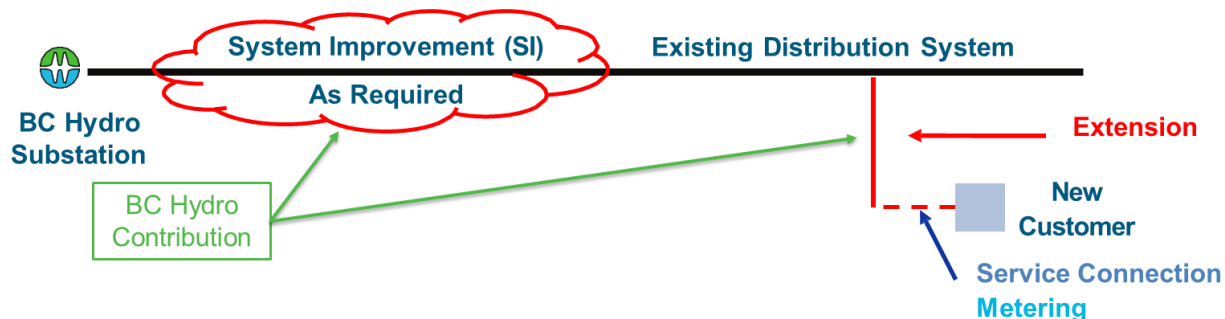 System Improvement (SI)
As Required
Existing Distribution System
BC Hydro
Substation
Extension
BC Hydro
Contribution
New
Customer
Service Connection
Metering